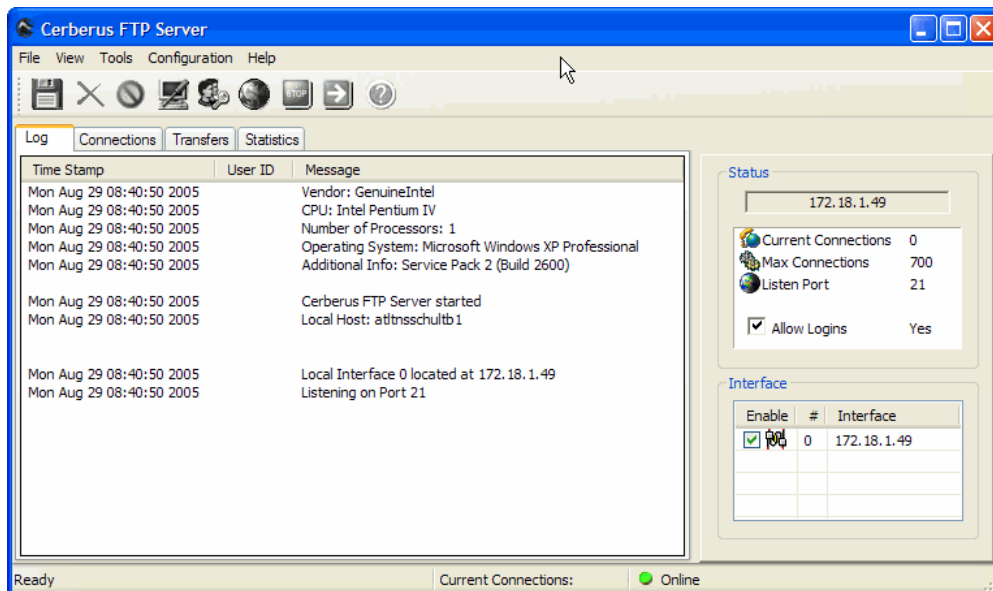 Cerberus FTP Server
File View Tools Configuration Help
STOP
Log Connections Transfers Statistics
Time Stamp User ID Message
Mon Aug 29 08:40:50 2005 Vendor: GenuineIntel
Mon Aug 29 08:40:50 2005 CPU: Intel Pentium IV
Mon Aug 29 08:40:50 2005 Number of Processors: 1
Mon Aug 29 08:40:50 2005 Operating System: Microsoft Windows XP Professional
Mon Aug 29 08:40:50 2005 Additional Info: Service Pack 2 (Build 2600)
Mon Aug 29 08:40:50 2005 Cerberus FTP Server started
Mon Aug 29 08:40:50 2005 Local Host: atltnsschultb1
Mon Aug 29 08:40:50 2005 Local Interface 0 located at 172.18.1.49
Mon Aug 29 08:40:50 2005 Listening on Port 21
Status
172.18.1.49
Current Connections 0
Max Connections 700
Listen Port 21
Allow Logins Yes
Interface
Enable # Interface
0 172.18.1.49
Ready Current Connections: Online